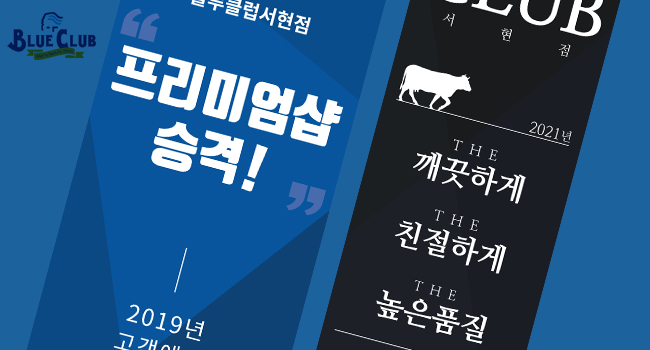 BLUE CLUB
블루클럽서현점
“
프리미엄샵
승격!
”
2019년
CLUB
서현점
2021년
THE
깨끗하게
THE
친절하게
THE
높은품질